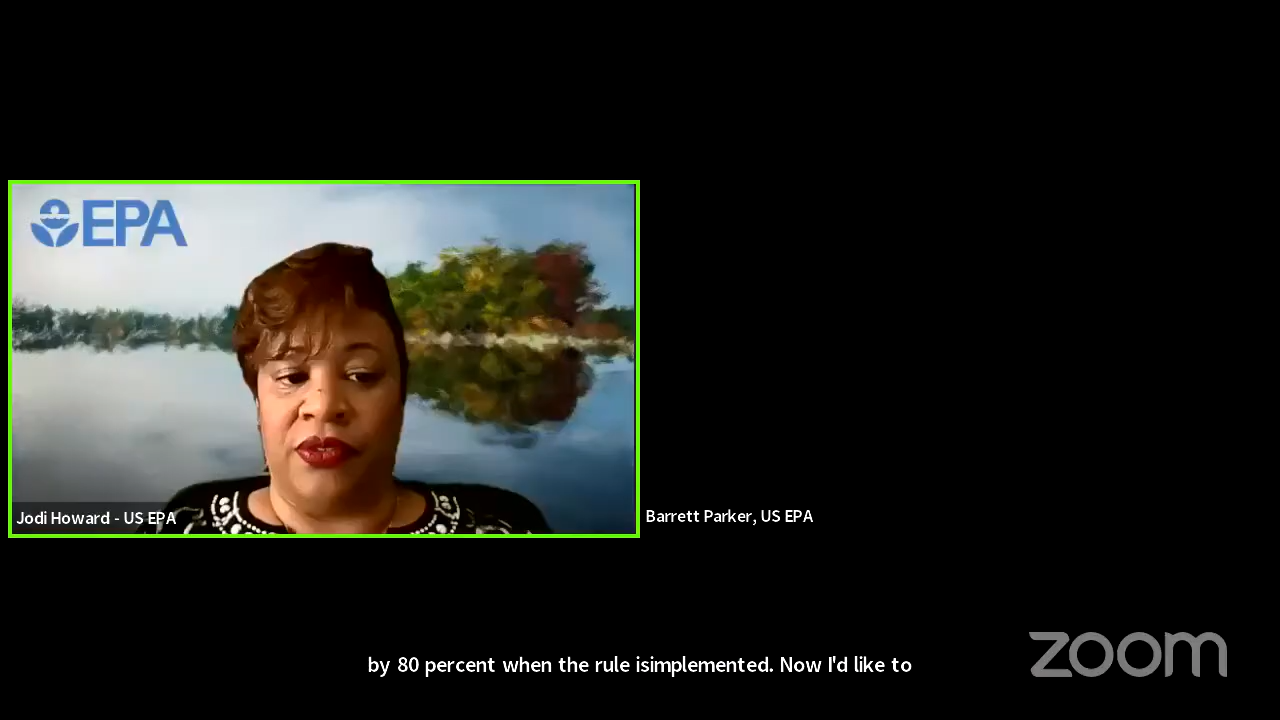 EPA
Jodi Howard - US EPA
Barrett Parker, US EPA
by 80 percent when the rule isimplemented. Now I'd like to
zoom